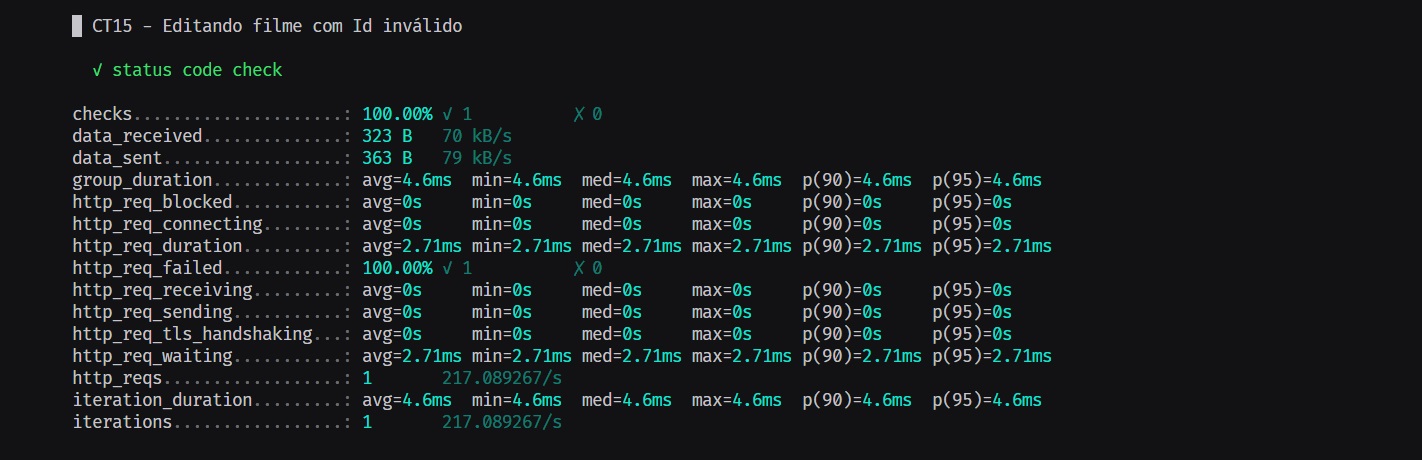 █ CT15 - Editando filme com Id inválido
√ status code check
checks.....................: 100.00% √ 1 ✗ 0
data_received..............: 323 B 70 kB/s
data_sent..................: 363 B 79 kB/s
group_duration.............: avg=4.6ms min=4.6ms med=4.6ms max=4.6ms p(90)=4.6ms p(95)=4.6ms
http_req_blocked...........: avg=0s min=0s med=0s max=0s p(90)=0s p(95)=0s
http_req_connecting........: avg=0s min=0s med=0s max=0s p(90)=0s p(95)=0s
http_req_duration..........: avg=2.71ms min=2.71ms med=2.71ms max=2.71ms p(90)=2.71ms p(95)=2.71ms
http_req_failed............: 100.00% √ 1 ✗ 0
http_req_receiving.........: avg=0s min=0s med=0s max=0s p(90)=0s p(95)=0s
http_req_sending...........: avg=0s min=0s med=0s max=0s p(90)=0s p(95)=0s
http_req_tls_handshaking...: avg=0s min=0s med=0s max=0s p(90)=0s p(95)=0s
http_req_waiting...........: avg=2.71ms min=2.71ms med=2.71ms max=2.71ms p(90)=2.71ms p(95)=2.71ms
http_reqs..................: 1 217.089267/s
iteration_duration.........: avg=4.6ms min=4.6ms med=4.6ms max=4.6ms p(90)=4.6ms p(95)=4.6ms
iterations.................: 1 217.089267/s